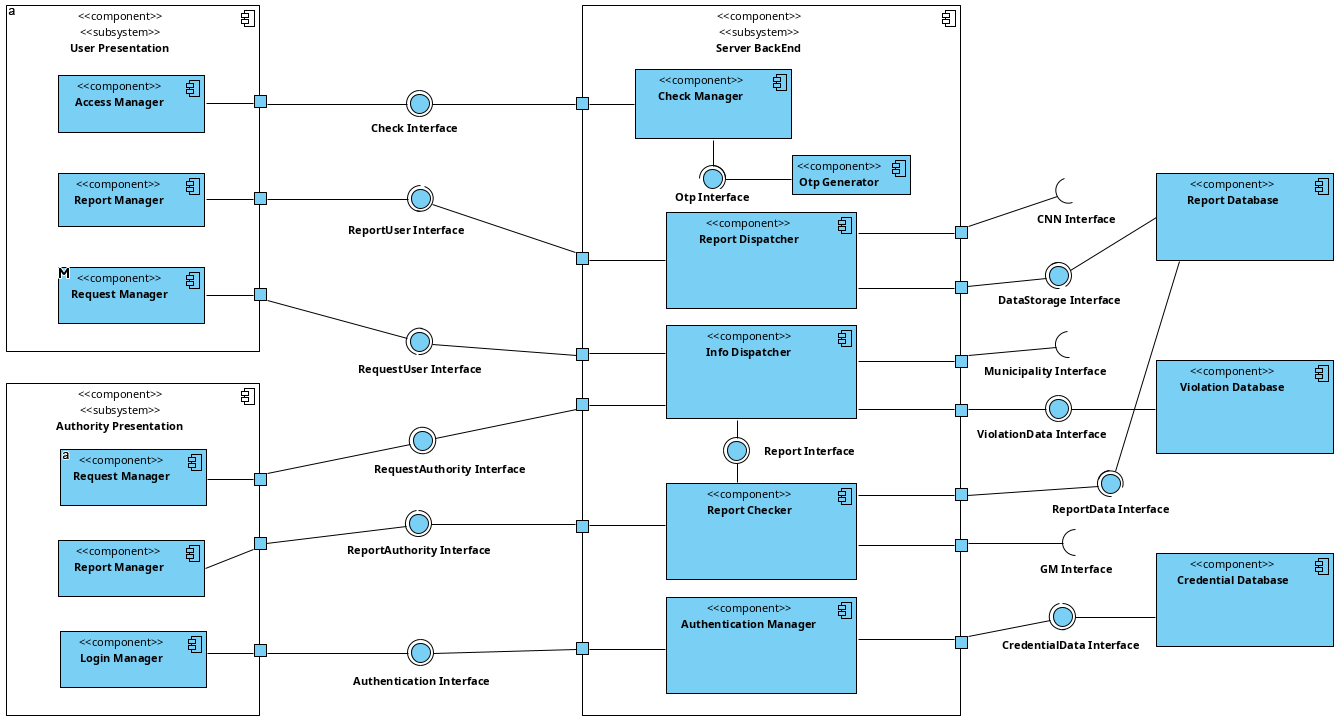 a
<<component>>
<<subsystem>>
User Presentation
<<component>>
Access Manager
<<component>>
Report Manager
M
<<component>>
Request Manager
<<component>>
<<subsystem>>
Authority Presentation
a
<<component>>
Request Manager
<<component>>
Report Manager
<<component>>
Login Manager
Check Interface
ReportUser Interface
RequestUser Interface
RequestAuthority Interface
ReportAuthority Interface
Authentication Interface
<<component>>
<<subsystem>>
Server BackEnd
<<component>>
Check Manager
Otp Interface
<<component>>
Otp Generator
<<component>>
Report Dispatcher
<<component>>
Info Dispatcher
Report Interface
<<component>>
Report Checker
<<component>>
Authentication Manager
CNN Interface
DataStorage Interface
Municipality Interface
ViolationData Interface
ReportData Interface
GM Interface
CredentialData Interface
<<component>>
Report Database
<<component>>
Violation Database
<<component>>
Credential Database